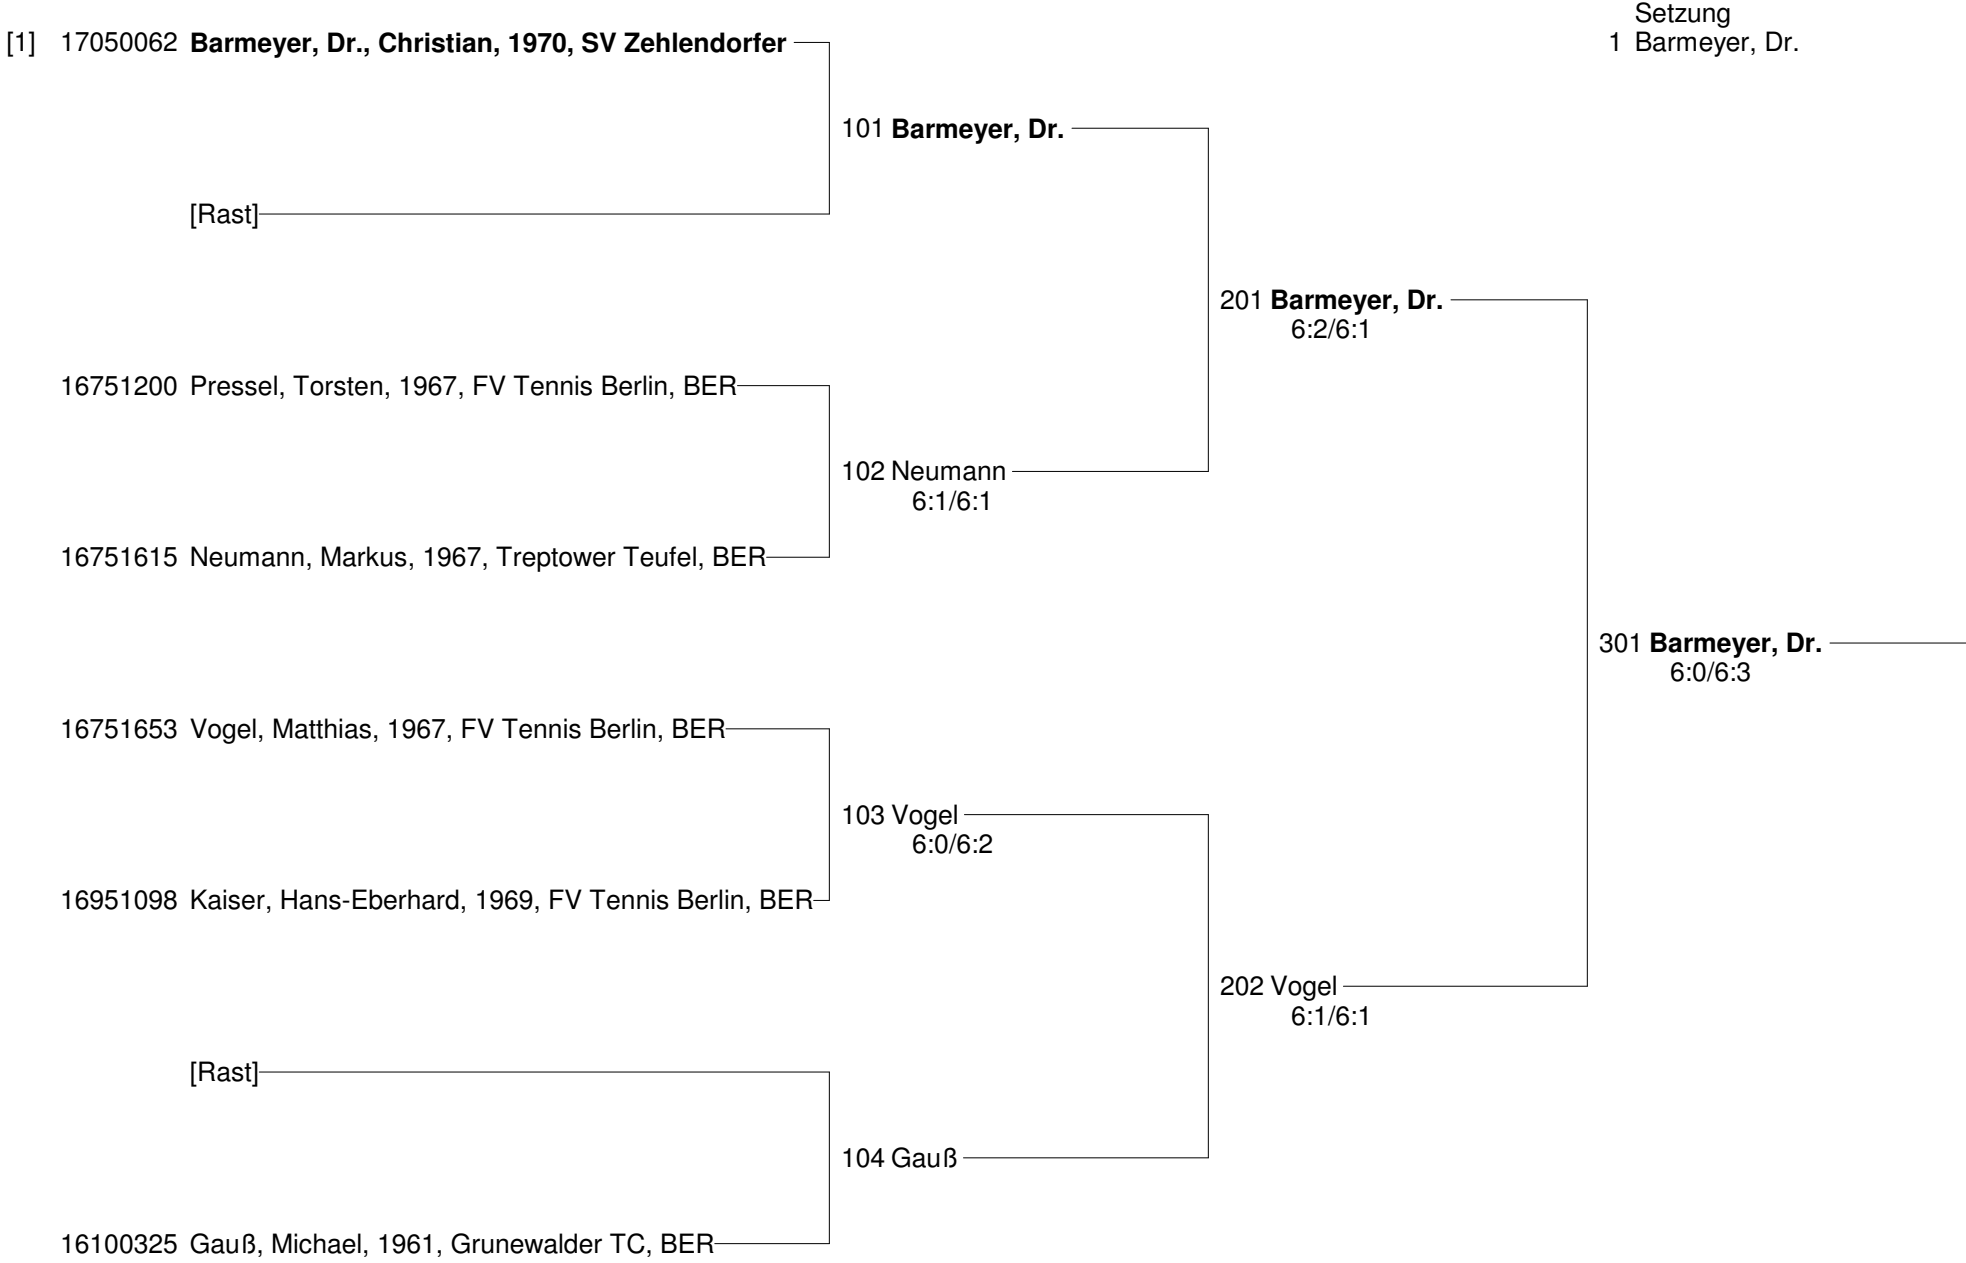 Setzung
1 Barmeyer, Dr.
[1] 17050062 Barmeyer, Dr., Christian, 1970, SV Zehlendorfer
101 Barmeyer, Dr.
[Rast]
201 Barmeyer, Dr.
6:2/6:1
16751200 Pressel, Torsten, 1967, FV Tennis Berlin, BER
102 Neumann
6:1/6:1
16751615 Neumann, Markus, 1967, Treptower Teufel, BER
301 Barmeyer, Dr.
6:0/6:3
16751653 Vogel, Matthias, 1967, FV Tennis Berlin, BER
103 Vogel
6:0/6:2
16951098 Kaiser, Hans-Eberhard, 1969, FV Tennis Berlin, BER
202 Vogel
6:1/6:1
[Rast]
104 Gauß
16100325 Gauß, Michael, 1961, Grunewalder TC, BER